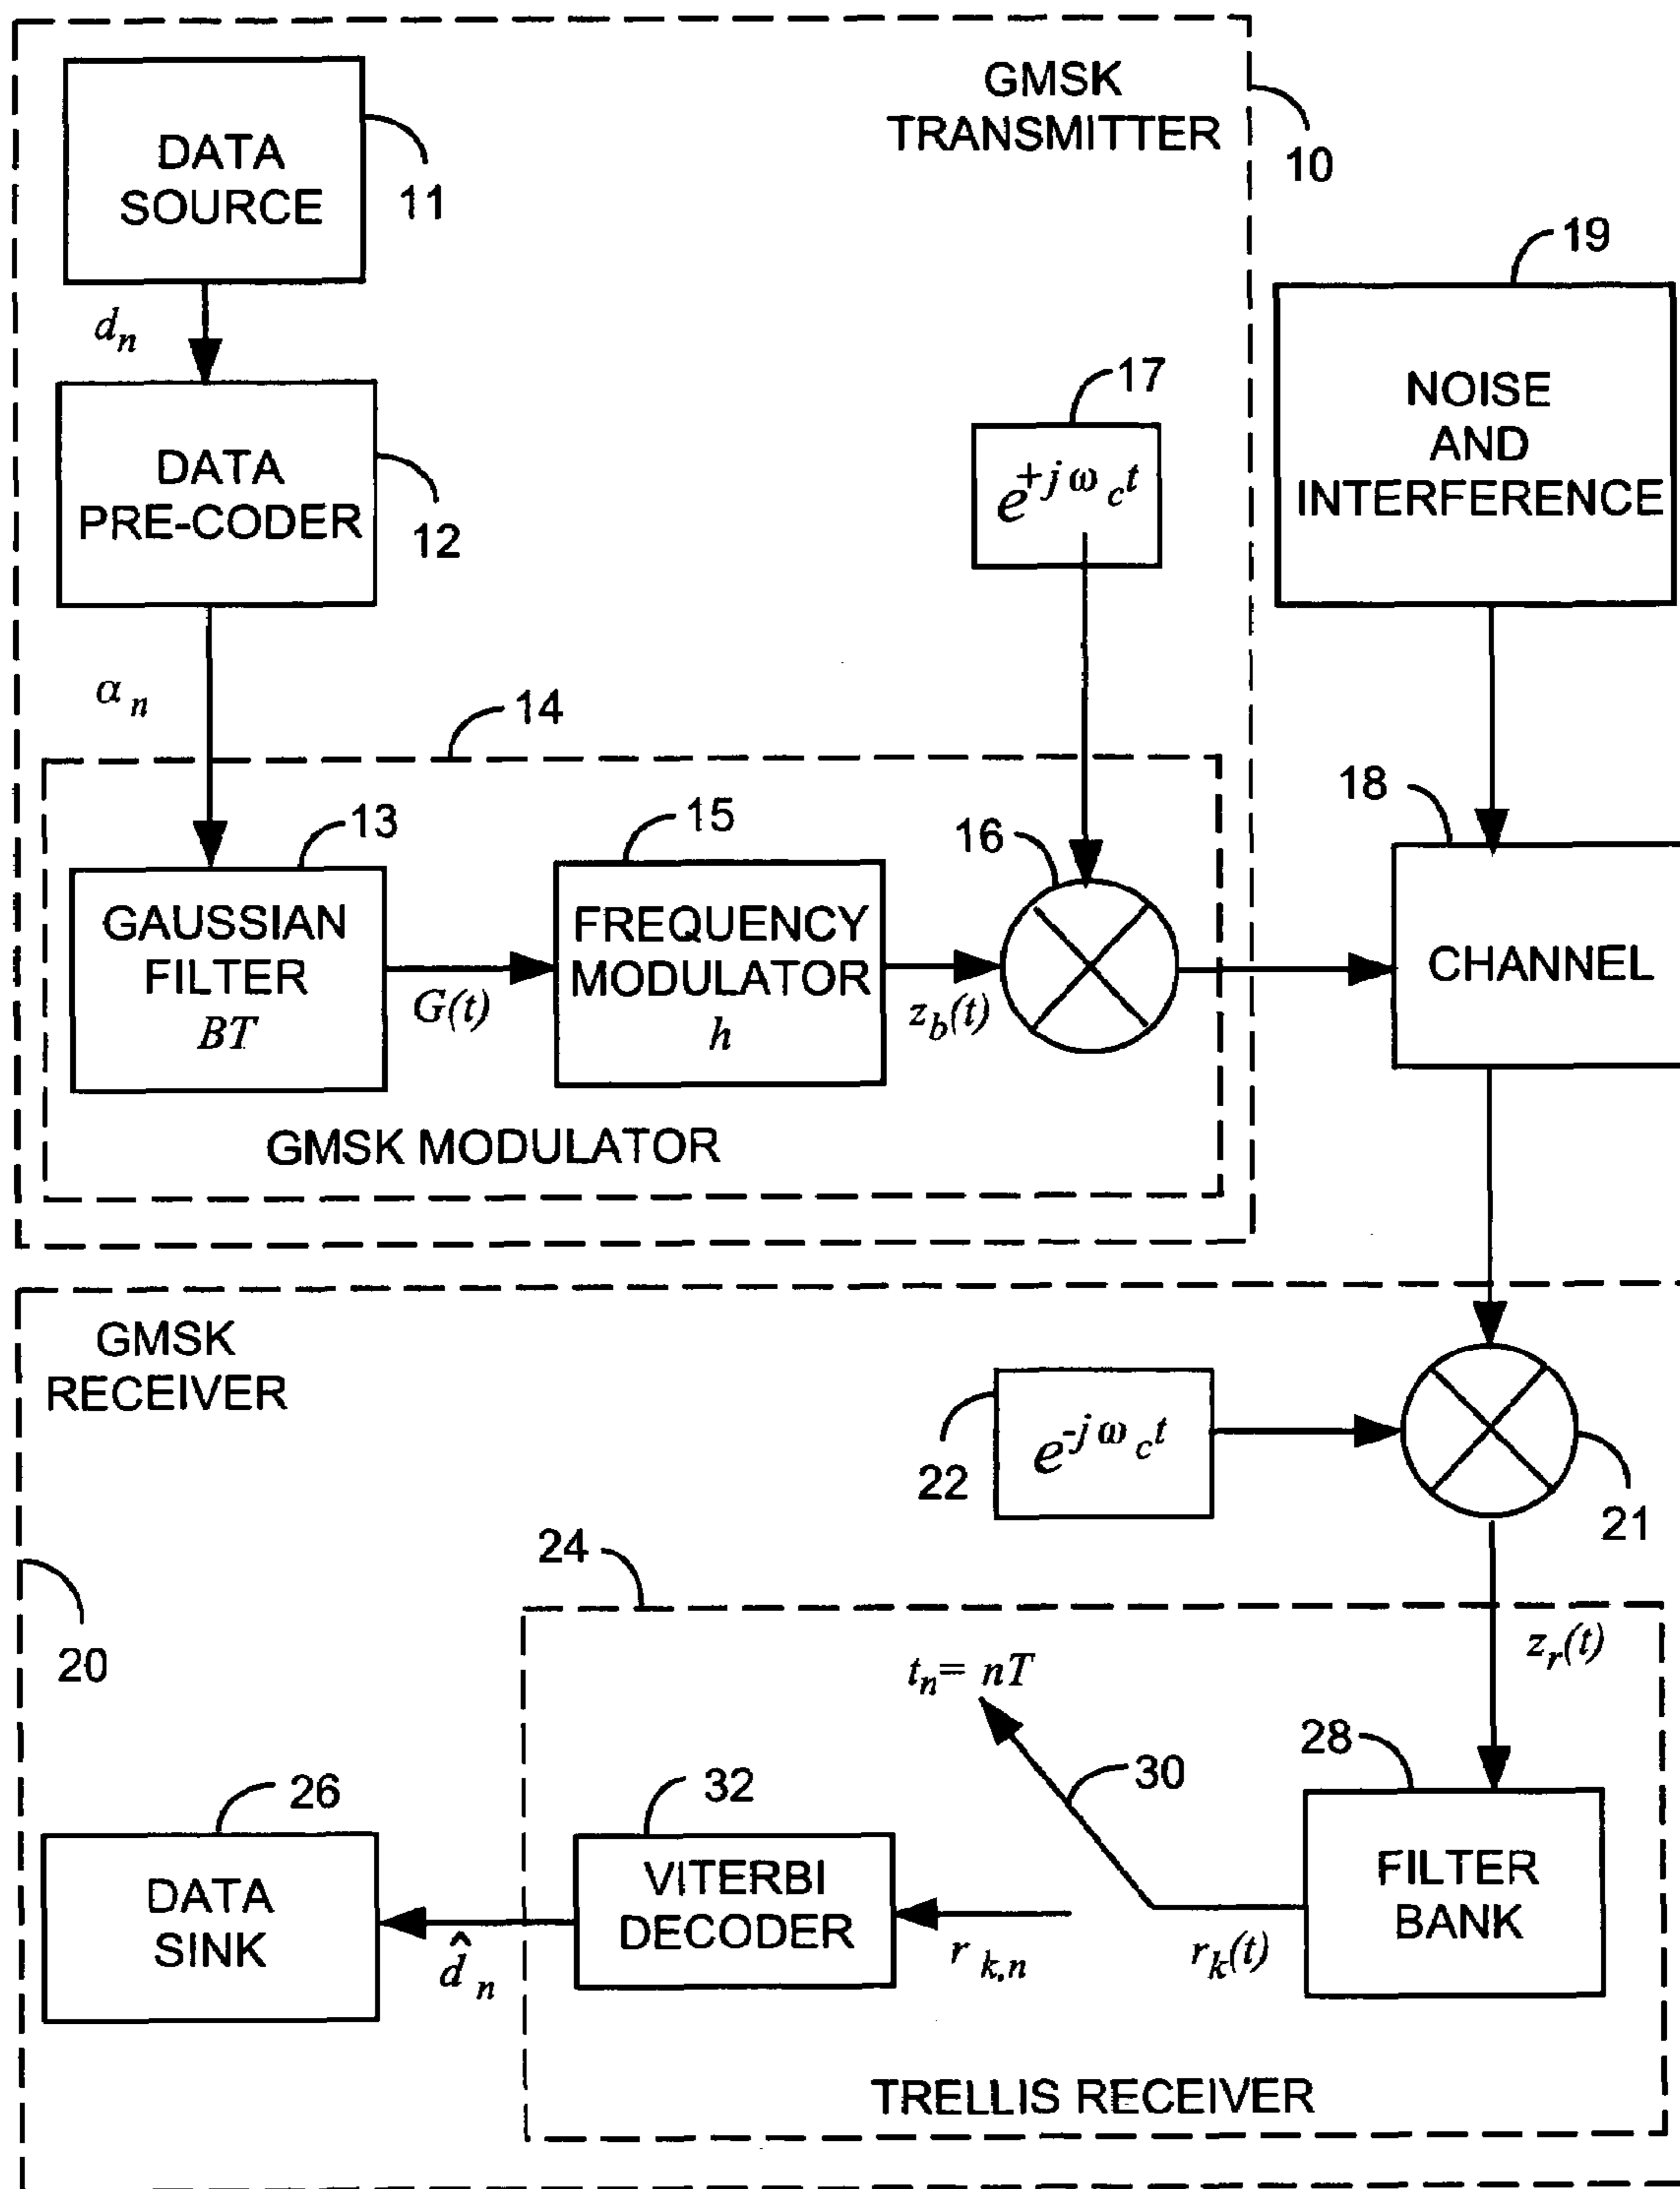 GMSK
TRANSMITTER
10
DATA
SOURCE
11
d_n
DATA
PRE-CODER
12
17
e^{+jω_c t}
19
NOISE
AND
INTERFERENCE
α_n
14
13
GAUSSIAN
FILTER
BT
G(t)
15
FREQUENCY
MODULATOR
h
z_b(t)
16
18
CHANNEL
GMSK MODULATOR
GMSK
RECEIVER
22
e^{-jω_c t}
21
20
24
z_r(t)
t_n= nT
30
28
FILTER
BANK
r_k(t)
r_{k,n}
32
VITERBI
DECODER
d̂_n
26
DATA
SINK
TRELLIS RECEIVER